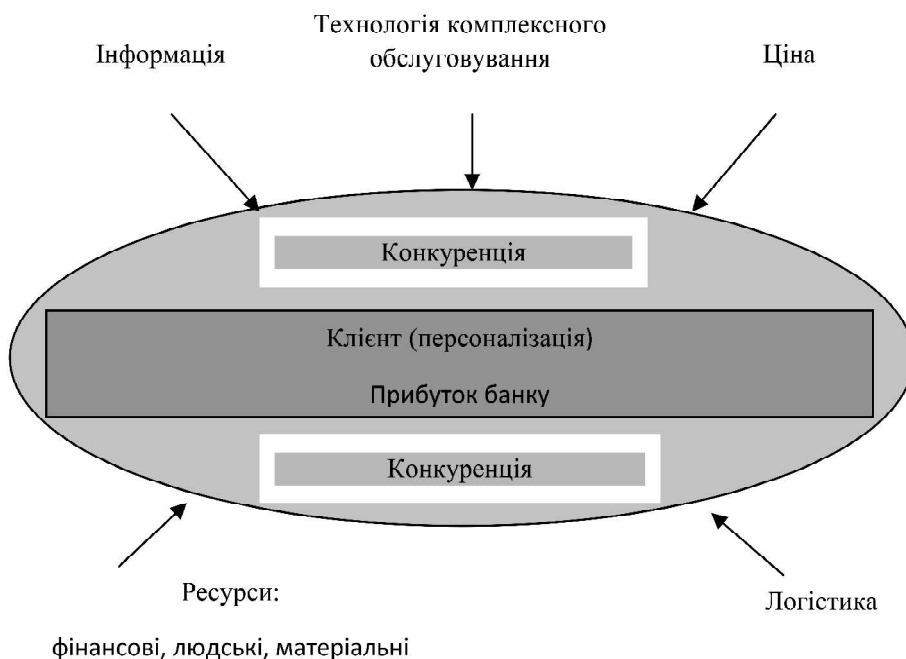 Технологія комплексного
обслуговування
Інформація
Ціна
Конкуренція
Клієнт (персоналізація)
Прибуток банку
Конкуренція
Ресурси:
Логістика
фінансові, людські, матеріальні